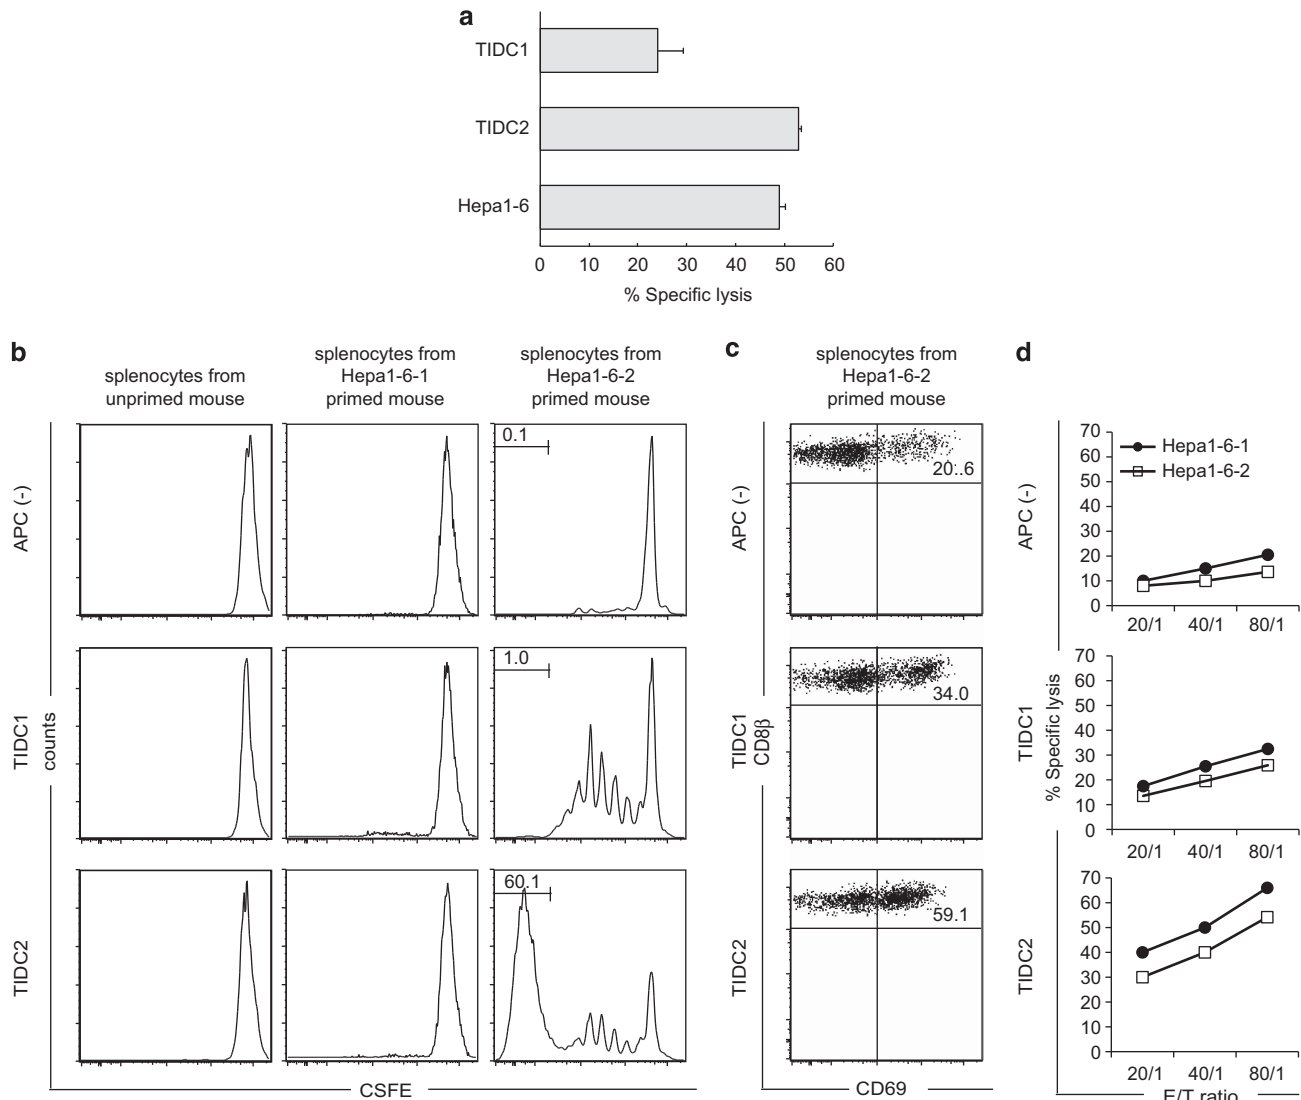 a
TIDC1
TIDC2
Hepa1-6
0 10 20 30 40 50 60
% Specific lysis
b
splenocytes from
unprimed mouse
splenocytes from
Hepa1-6-1
primed mouse
splenocytes from
Hepa1-6-2
primed mouse
APC (-)
TIDC1
TIDC2
counts
0.1
1.0
60.1
CSFE
c
splenocytes from
Hepa1-6-2
primed mouse
APC (-)
TIDC1
TIDC2
CD8β
20.6
34.0
59.1
CD69
d
APC (-)
TIDC1
TIDC2
% Specific lysis
70
60
50
40
30
20
10
0
Hepa1-6-1
Hepa1-6-2
20/1 40/1 80/1
70
60
50
40
30
20
10
0
20/1 40/1 80/1
70
60
50
40
30
20
10
0
20/1 40/1 80/1
E/T ratio